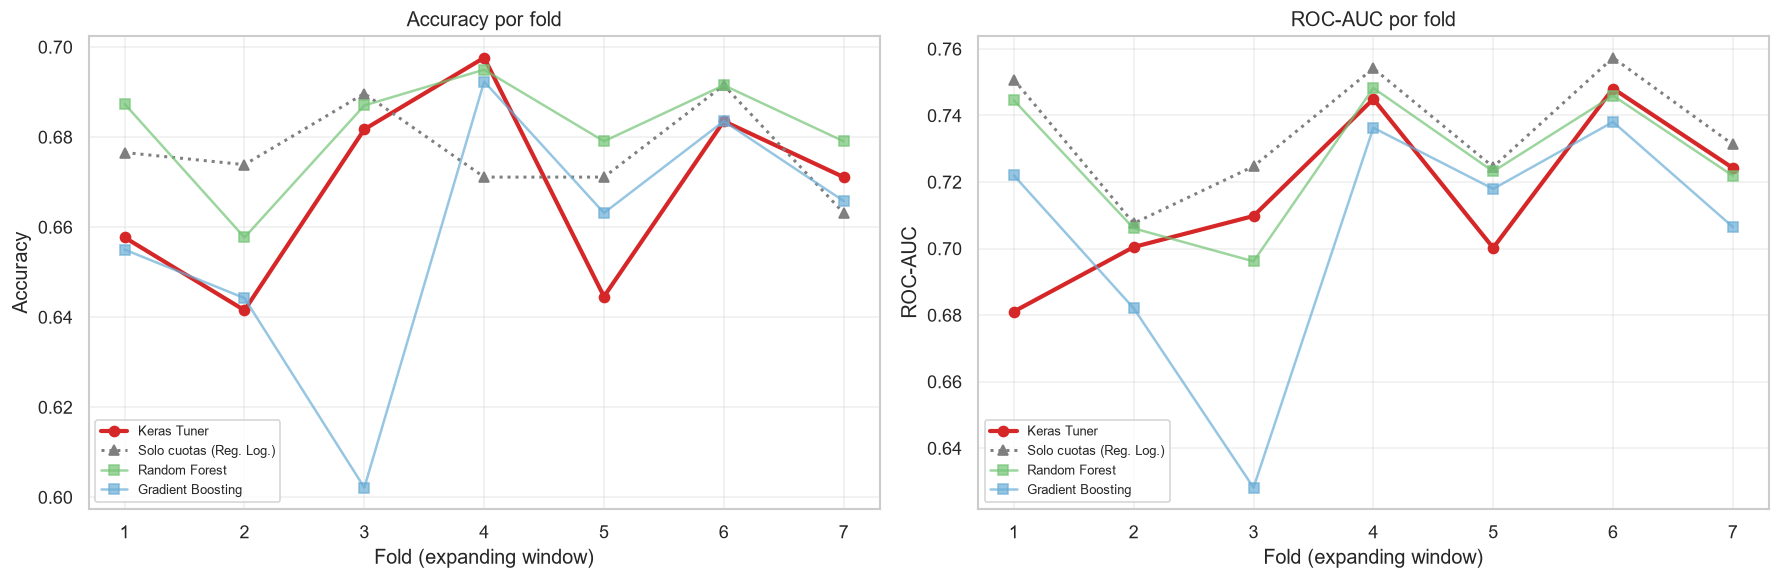 Accuracy por fold
Accuracy
0.70
0.68
0.66
0.64
0.62
0.60
Keras Tuner
Solo cuotas (Reg. Log.)
Random Forest
Gradient Boosting
1 2 3 4 5 6 7
Fold (expanding window)
ROC-AUC por fold
ROC-AUC
0.76
0.74
0.72
0.70
0.68
0.66
0.64
Keras Tuner
Solo cuotas (Reg. Log.)
Random Forest
Gradient Boosting
1 2 3 4 5 6 7
Fold (expanding window)